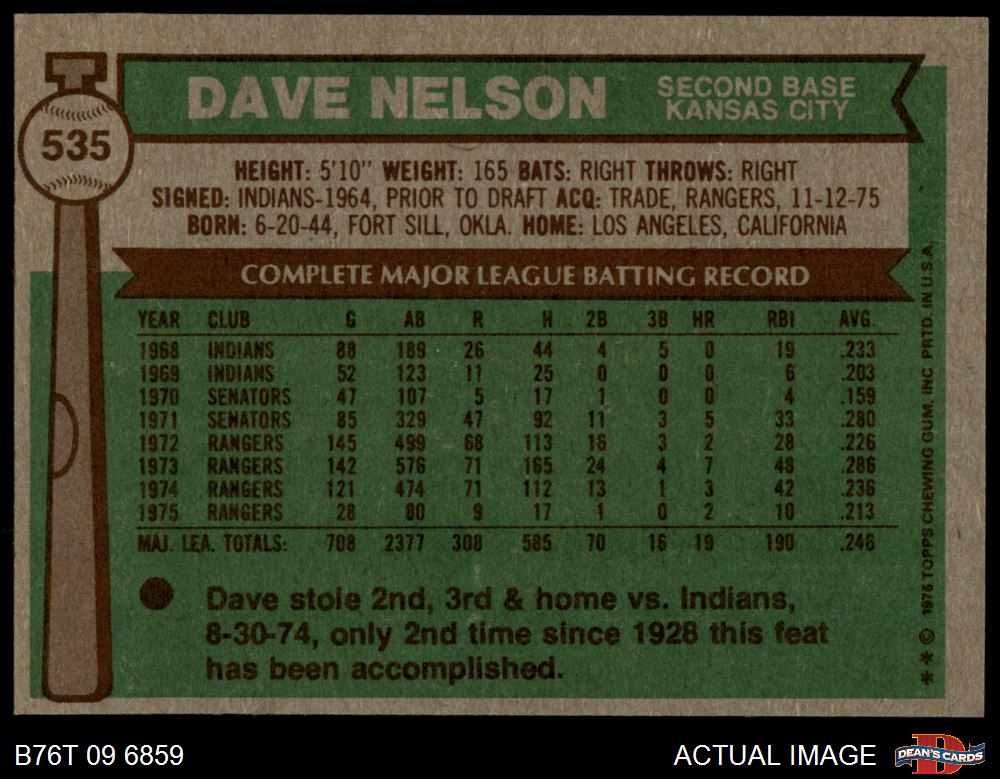 DAVE NELSON
SECOND BASE
KANSAS CITY
535
HEIGHT: 5'10" WEIGHT: 165 BATS: RIGHT THROWS: RIGHT
SIGNED: INDIANS-1964, PRIOR TO DRAFT ACQ: TRADE, RANGERS, 11-12-75
BORN: 6-20-44, FORT SILL, OKLA. HOME: LOS ANGELES, CALIFORNIA
COMPLETE MAJOR LEAGUE BATTING RECORD
YEAR CLUB G AB R H 2B 3B HR RBI AVG.
1968 INDIANS 88 189 26 44 4 5 0 19 .233
1969 INDIANS 52 123 11 25 0 0 0 6 .203
1970 SENATORS 47 107 5 17 1 0 0 4 .159
1971 SENATORS 85 329 47 92 11 3 5 33 .280
1972 RANGERS 145 499 68 113 16 3 2 28 .226
1973 RANGERS 142 576 71 165 24 4 7 48 .286
1974 RANGERS 121 474 71 112 13 1 3 42 .236
1975 RANGERS 28 80 9 17 1 0 2 10 .213
MAJ. LEA. TOTALS: 708 2377 308 585 70 16 19 190 .246
Dave stole 2nd, 3rd & home vs. Indians,
8-30-74, only 2nd time since 1928 this feat
has been accomplished.
** © 1976 TOPPS CHEWING GUM, INC PRTD. IN U.S.A.
B76T 09 6859
ACTUAL IMAGE
DEAN'S CARDS